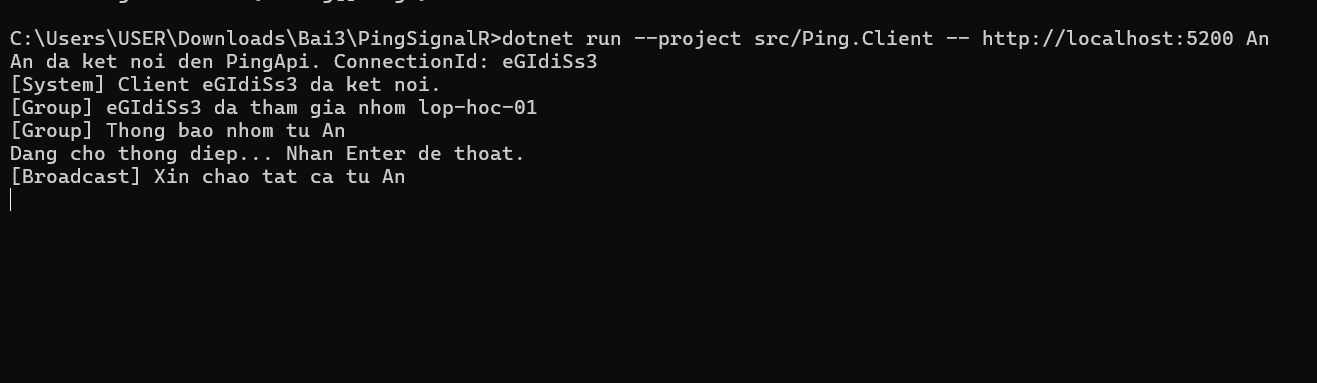 C:\Users\USER\Downloads\Bai3\PingSignalR>dotnet run --project src/Ping.Client -- http://localhost:5200 An
An da ket noi den PingApi. ConnectionId: eGIdiSs3
[System] Client eGIdiSs3 da ket noi.
[Group] eGIdiSs3 da tham gia nhom lop-hoc-01
[Group] Thong bao nhom tu An
Dang cho thong diep... Nhan Enter de thoat.
[Broadcast] Xin chao tat ca tu An